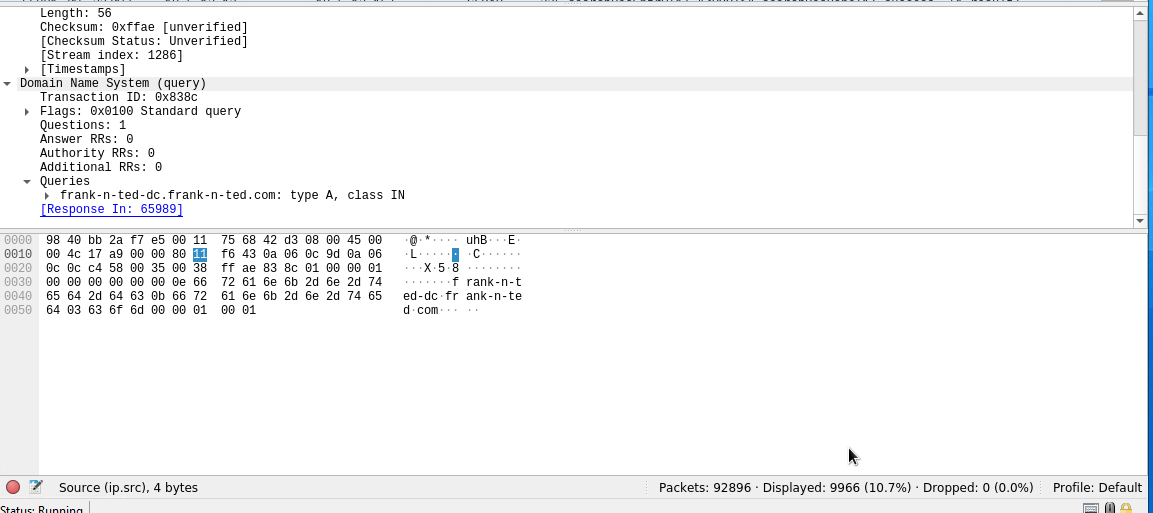 Length: 56
Checksum: 0xffae [unverified]
[Checksum Status: Unverified]
[Stream index: 1286]
[Timestamps]
Domain Name System (query)
Transaction ID: 0x838c
Flags: 0x0100 Standard query
Questions: 1
Answer RRs: 0
Authority RRs: 0
Additional RRs: 0
Queries
frank-n-ted-dc.frank-n-ted.com: type A, class IN
[Response In: 65989]
0000 98 40 bb 2a f7 e5 00 11 75 68 42 d3 08 00 45 00 ·@·*···· uhB···E·
0010 00 4c 17 a9 00 00 80 11 f6 43 0a 06 0c 9d 0a 06 ·L······ ·C······
0020 0c 0c c4 58 00 35 00 38 ff ae 83 8c 01 00 00 01 ···X·5·8 ········
0030 00 00 00 00 00 00 0e 66 72 61 6e 6b 2d 6e 2d 74 ·······f rank-n-t
0040 65 64 2d 64 63 0b 66 72 61 6e 6b 2d 6e 2d 74 65 ed-dc·fr ank-n-te
0050 64 03 63 6f 6d 00 00 01 00 01 d·com··· ··
Source (ip.src), 4 bytes
Packets: 92896 · Displayed: 9966 (10.7%) · Dropped: 0 (0.0%)
Profile: Default
Status: Running